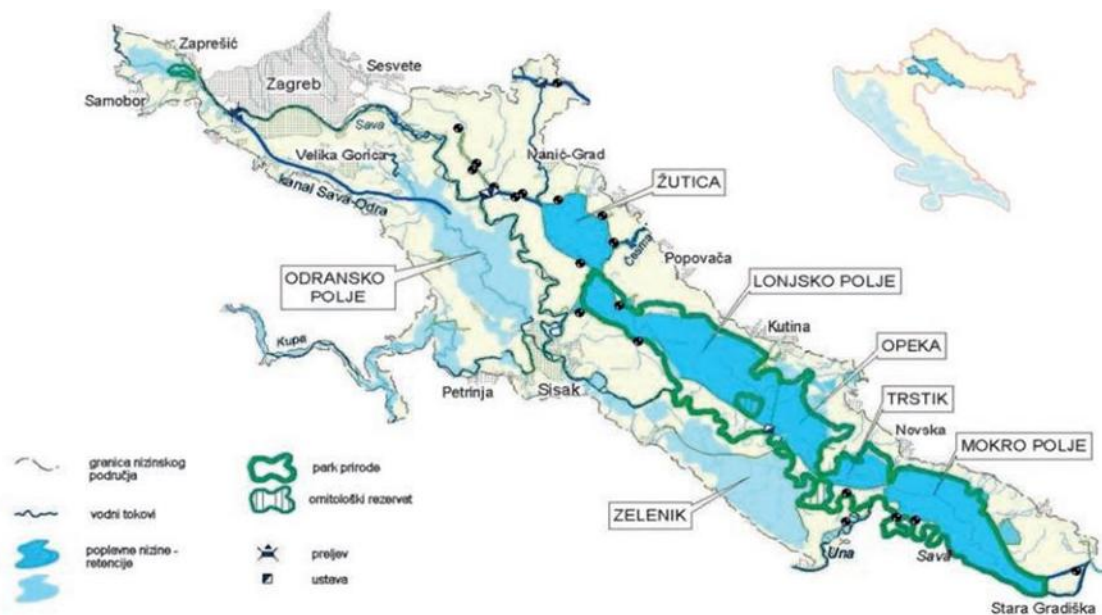 Zaprešić
Sesvete
Zagreb
Samobor
Sava
Velika Gorica
Ivanić-Grad
kanal Sava-Odra
ŽUTICA
Česma
Popovača
ODRANSKO
POLJE
LONJSKO POLJE
Kutina
Kupa
OPEKA
Petrinja
Sisak
TRSTIK
Novska
MOKRO POLJE
ZELENIK
Una
Sava
Stara Gradiška
granica nizinskog
područja
vodni tokovi
poplavne nizine -
retencije
park prirode
ornitološki rezervat
preljev
ustava